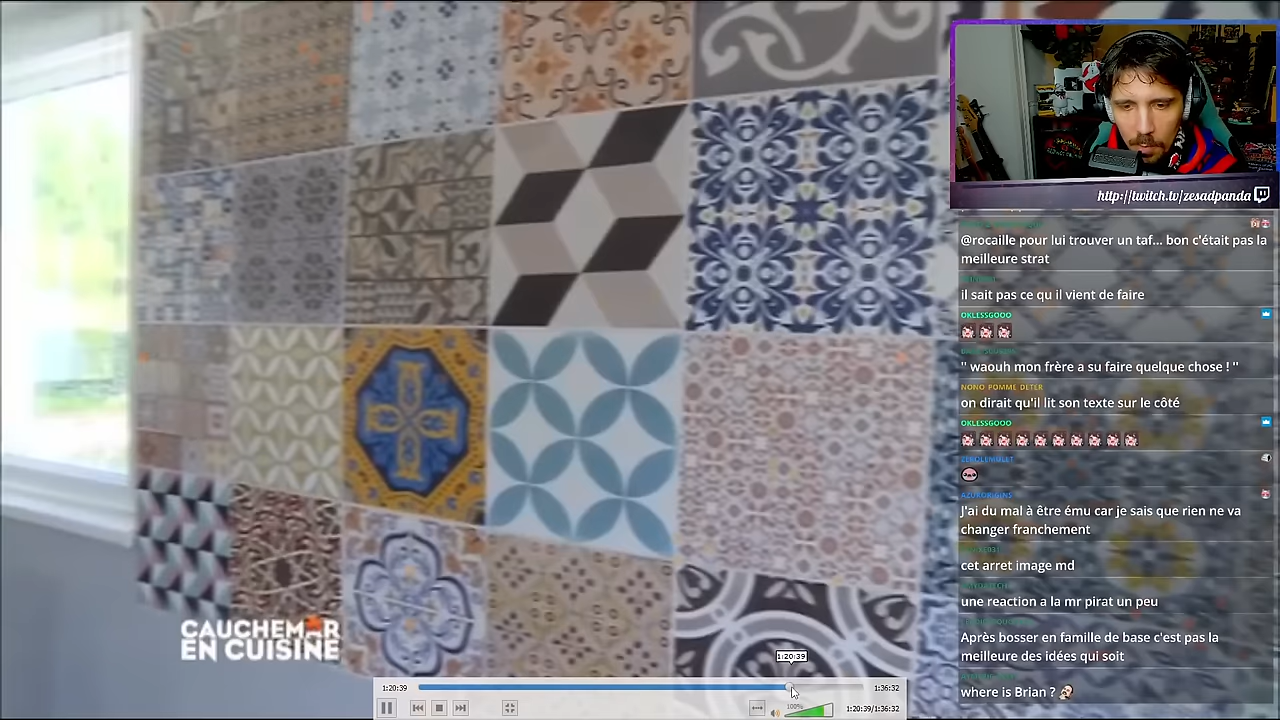 http://twitch.tv/zesadpanda
@rocaille pour lui trouver un taf... bon c'était pas la
meilleure strat
il sait pas ce qu'il vient de faire
OKLESSGOOO
" waouh mon frère a su faire quelque chose ! "
NONO POMME DETER
on dirait qu'il lit son texte sur le côté
OKLESSGOOO
AZURORIGINS
J'ai du mal à être ému car je sais que rien ne va
changer franchement
cet arret image md
une reaction a la mr pirat un peu
Après bosser en famille de base c'est pas la
meilleure des idées qui soit
where is Brian ?
CAUCHEMAR
EN CUISINE
1:20:39
1:20:39
1:36:32
100%
1:20:39/1:36:32